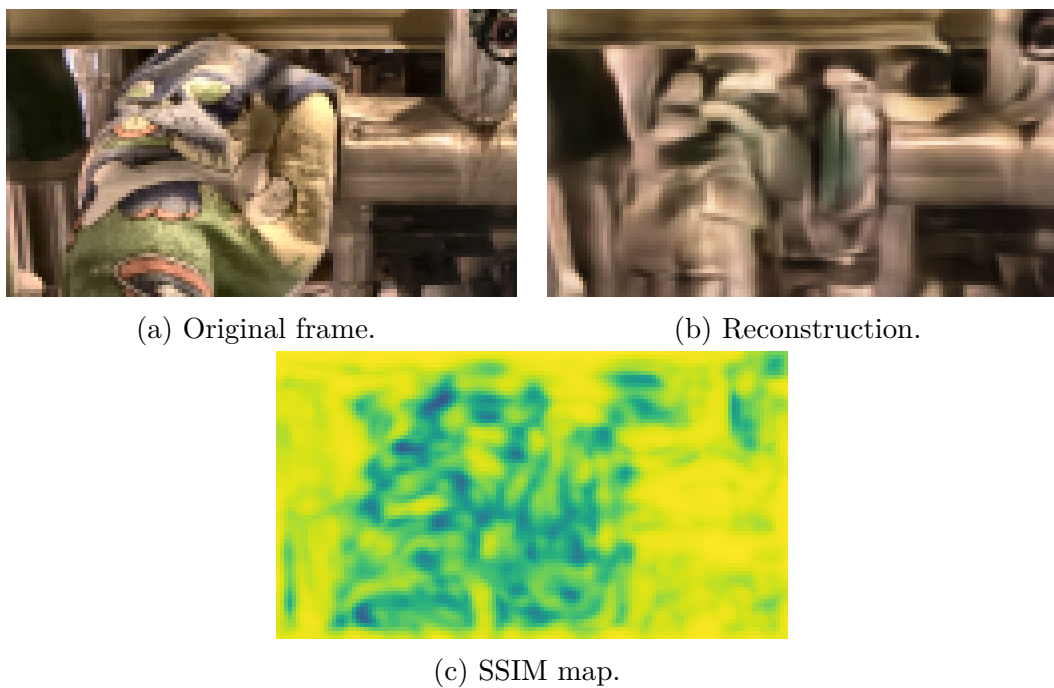 (a) Original frame.
(b) Reconstruction.
(c) SSIM map.